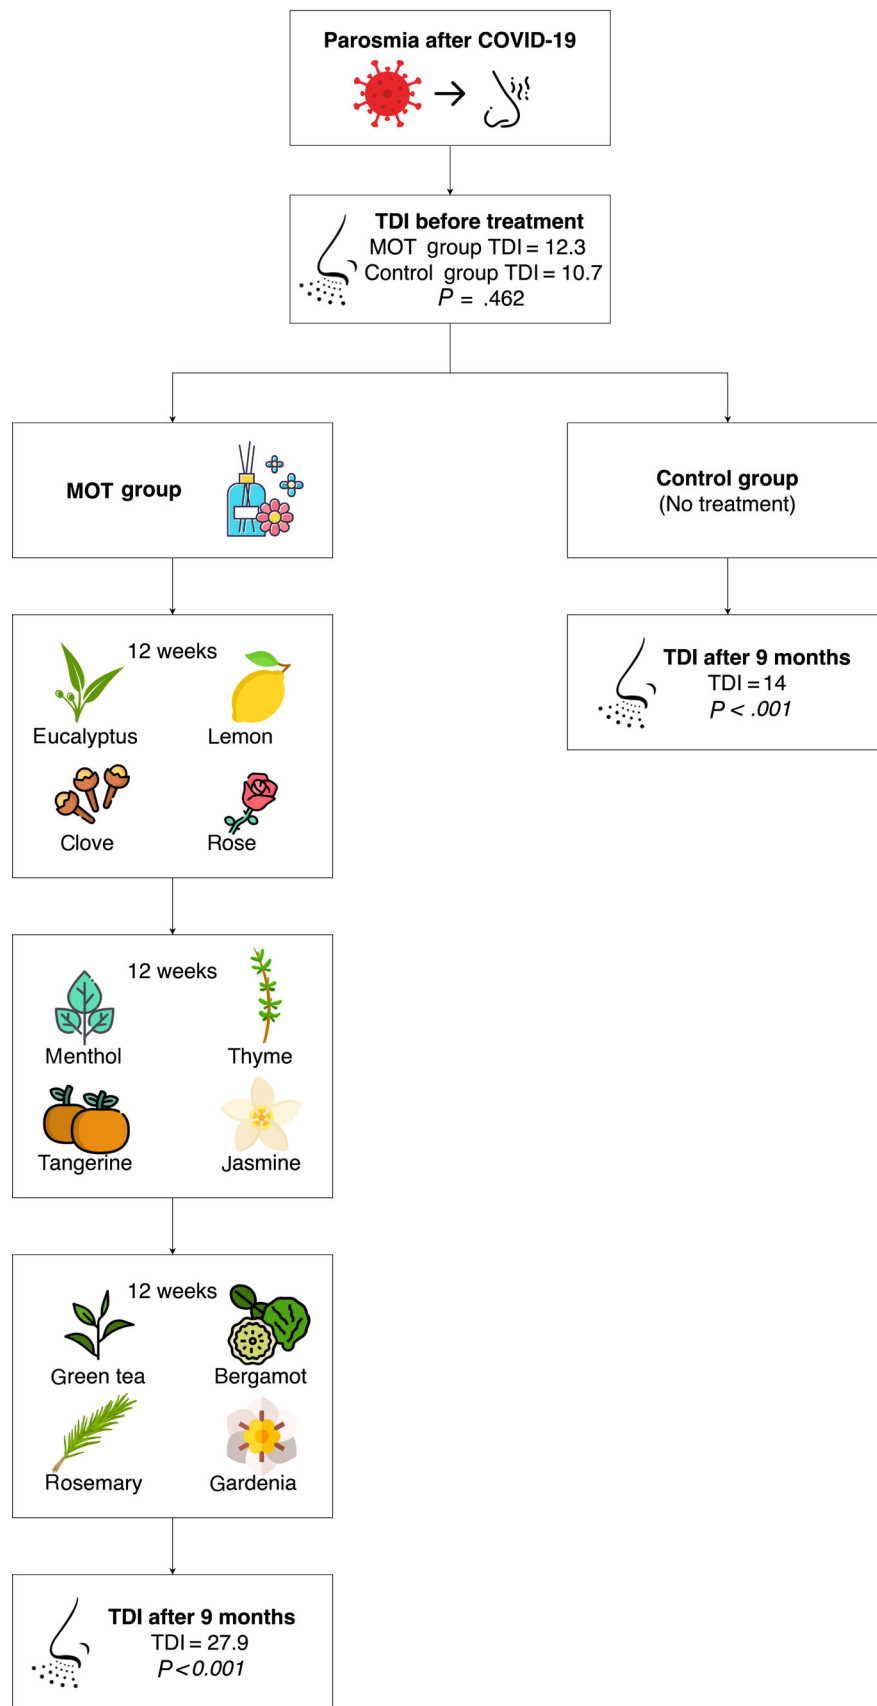 Parosmia after COVID-19
TDI before treatment
MOT group TDI = 12.3
Control group TDI = 10.7
P = .462
MOT group
Control group
(No treatment)
12 weeks
Eucalyptus
Lemon
Clove
Rose
TDI after 9 months
TDI = 14
P < .001
12 weeks
Menthol
Thyme
Tangerine
Jasmine
12 weeks
Green tea
Bergamot
Rosemary
Gardenia
TDI after 9 months
TDI = 27.9
P < 0.001